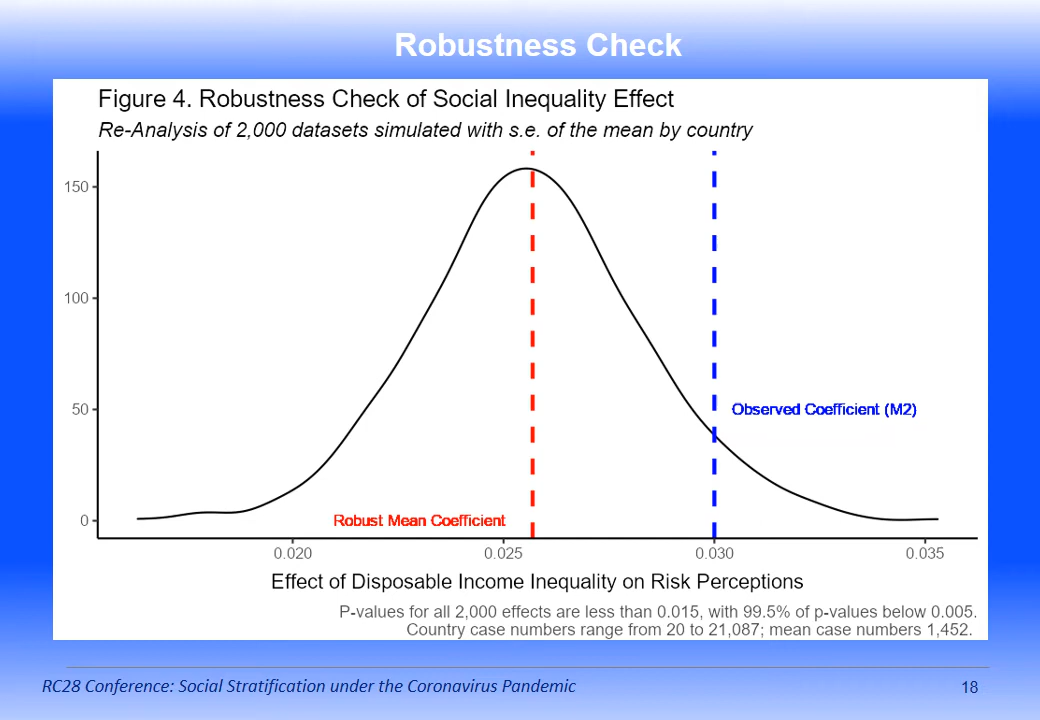 Robustness Check
Figure 4. Robustness Check of Social Inequality Effect
Re-Analysis of 2,000 datasets simulated with s.e. of the mean by country
150
100
50
0
Observed Coefficient (M2)
Robust Mean Coefficient
0.020 0.025 0.030 0.035
Effect of Disposable Income Inequality on Risk Perceptions
P-values for all 2,000 effects are less than 0.015, with 99.5% of p-values below 0.005.
Country case numbers range from 20 to 21,087; mean case numbers 1,452.
RC28 Conference: Social Stratification under the Coronavirus Pandemic 18